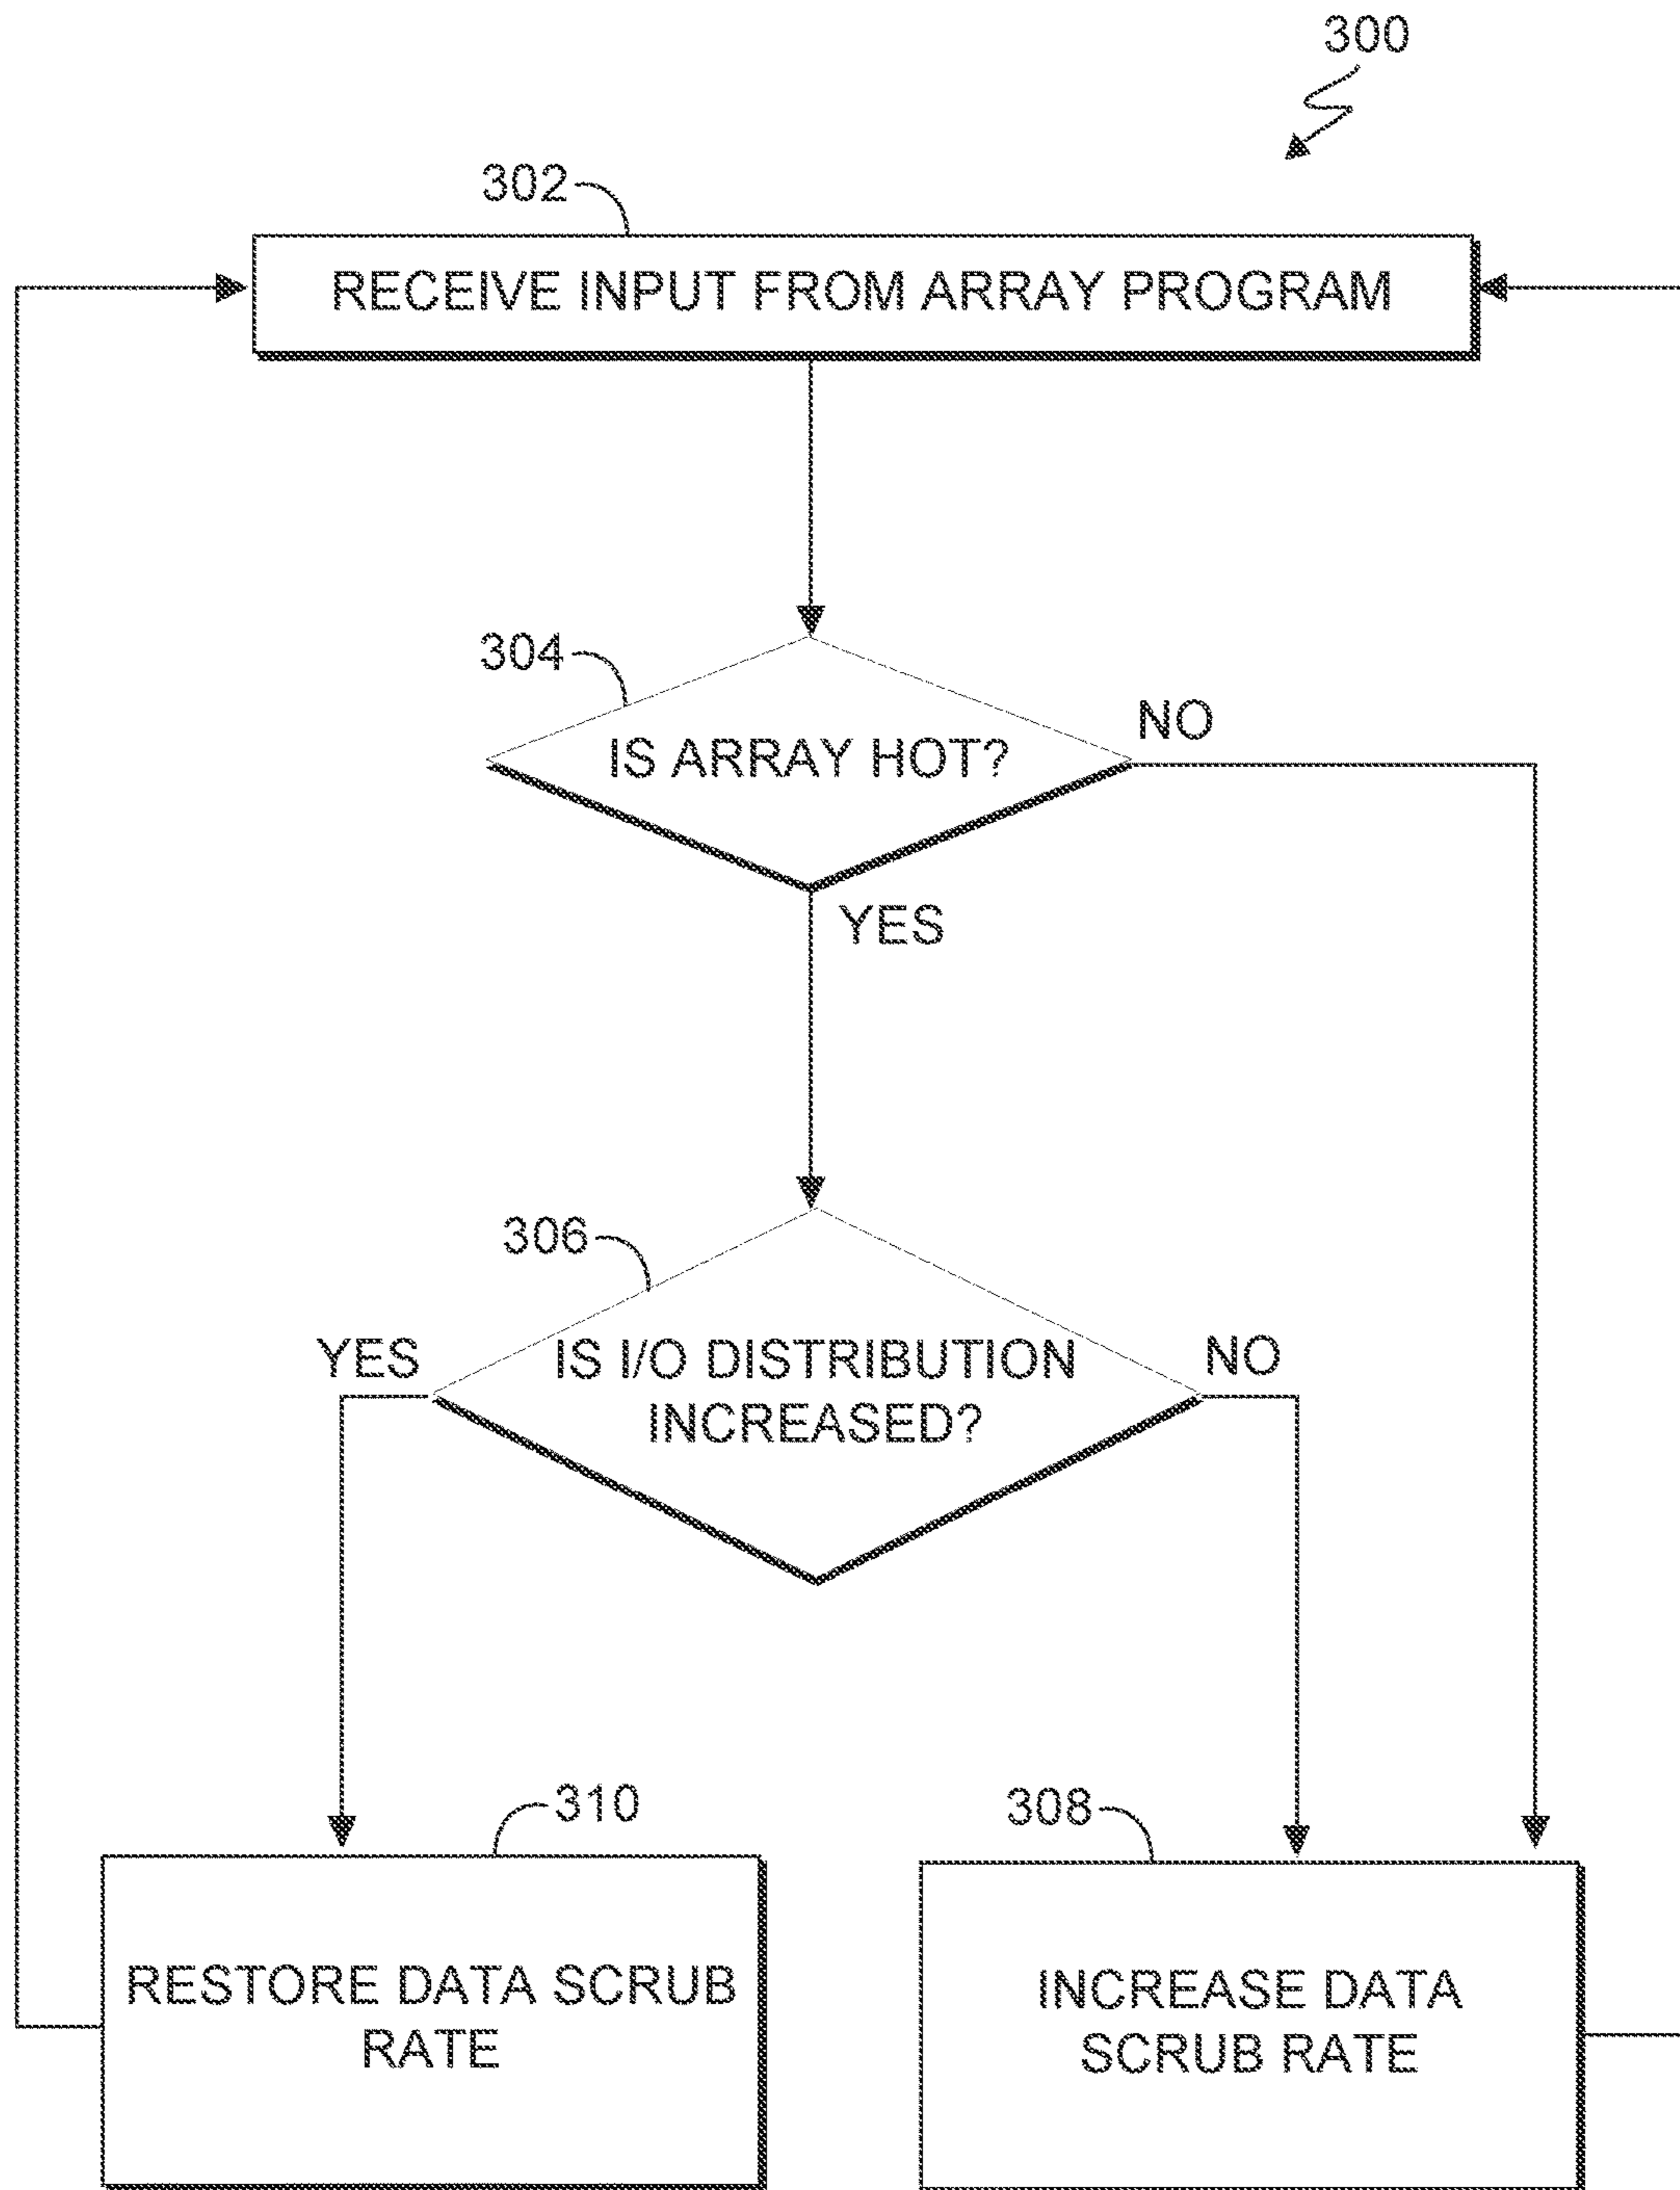 300
302
RECEIVE INPUT FROM ARRAY PROGRAM
304
IS ARRAY HOT?
NO
YES
306
YES
IS I/O DISTRIBUTION
INCREASED?
NO
310
308
RESTORE DATA SCRUB
RATE
INCREASE DATA
SCRUB RATE